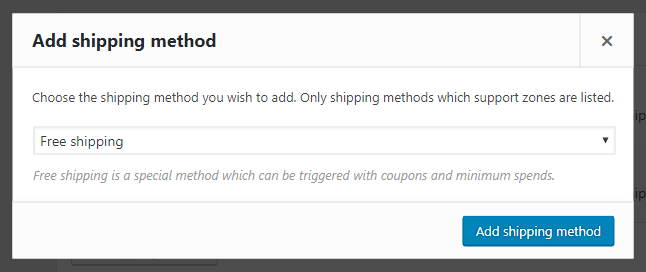 Add shipping method
Choose the shipping method you wish to add. Only shipping methods which support zones are listed.
Free shipping
Free shipping is a special method which can be triggered with coupons and minimum spends.
Add shipping method